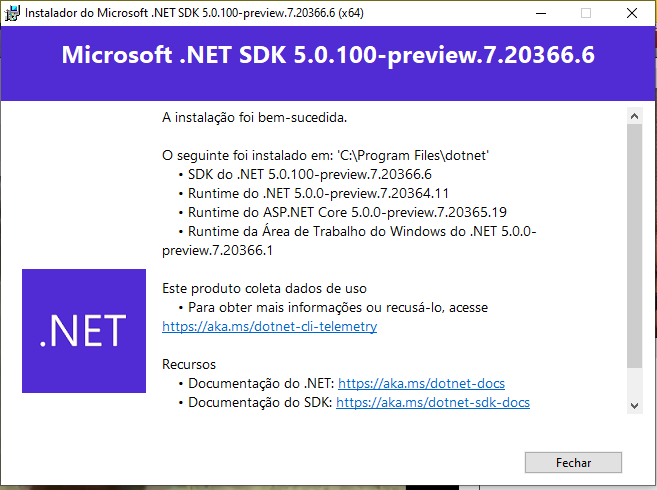 Instalador do Microsoft .NET SDK 5.0.100-preview.7.20366.6 (x64)
Microsoft .NET SDK 5.0.100-preview.7.20366.6
A instalação foi bem-sucedida.
O seguinte foi instalado em: 'C:\Program Files\dotnet'
• SDK do .NET 5.0.100-preview.7.20366.6
• Runtime do .NET 5.0.0-preview.7.20364.11
• Runtime do ASP.NET Core 5.0.0-preview.7.20365.19
• Runtime da Área de Trabalho do Windows do .NET 5.0.0-
preview.7.20366.1
Este produto coleta dados de uso
• Para obter mais informações ou recusá-lo, acesse
https://aka.ms/dotnet-cli-telemetry
Recursos
• Documentação do .NET: https://aka.ms/dotnet-docs
• Documentação do SDK: https://aka.ms/dotnet-sdk-docs
.NET
Fechar